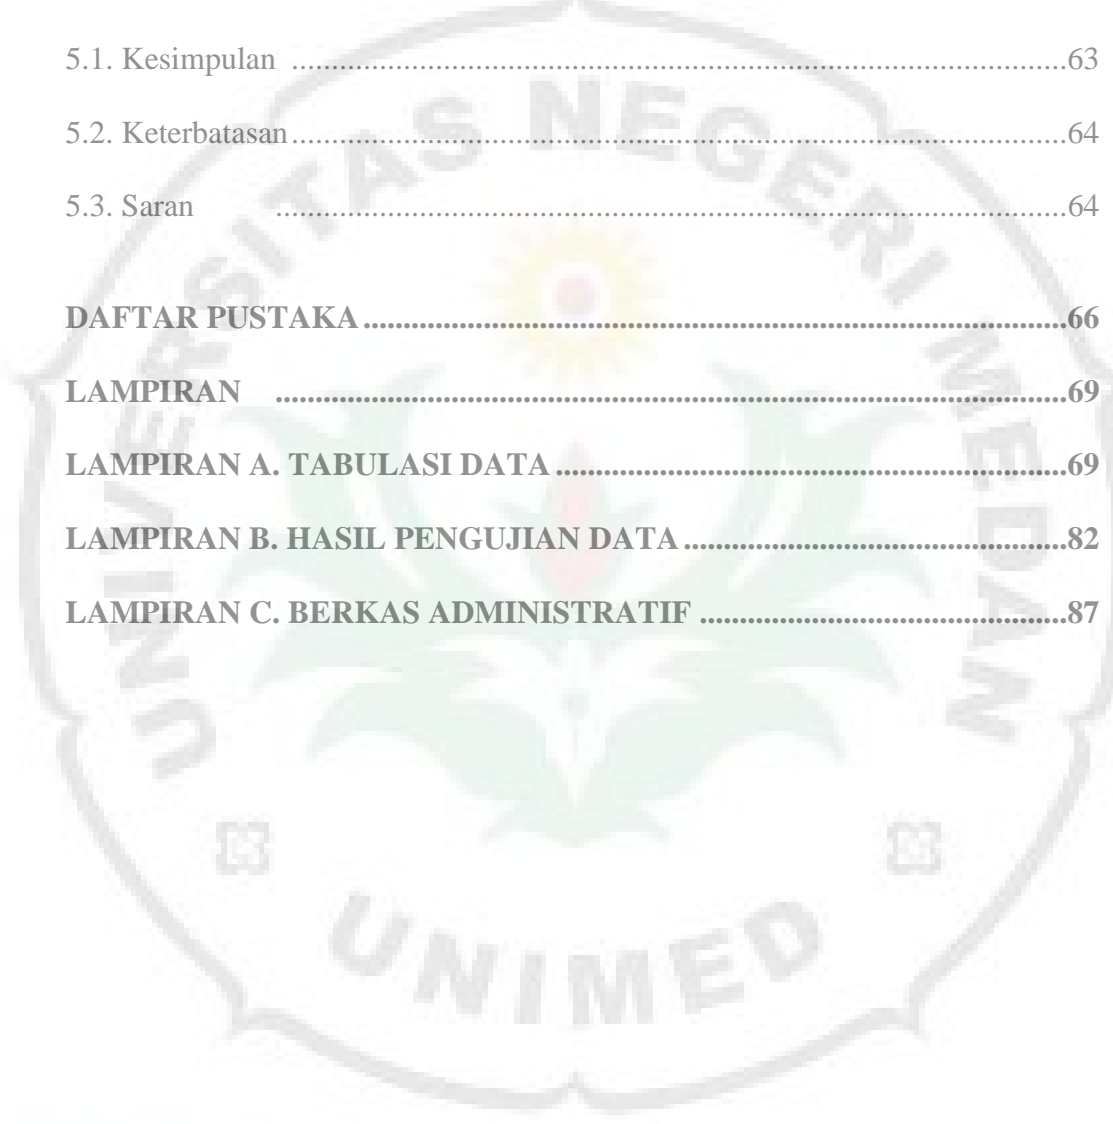 5.1. Kesimpulan ....................................................................................................63
5.2. Keterbatasan....................................................................................................64
5.3. Saran ....................................................................................................64
DAFTAR PUSTAKA ..........................................................................................66
LAMPIRAN ....................................................................................................69
LAMPIRAN A. TABULASI DATA .................................................................69
LAMPIRAN B. HASIL PENGUJIAN DATA .................................................82
LAMPIRAN C. BERKAS ADMINISTRATIF ...............................................87
UNIVERSITAS NEGERI MEDAN
UNIMED